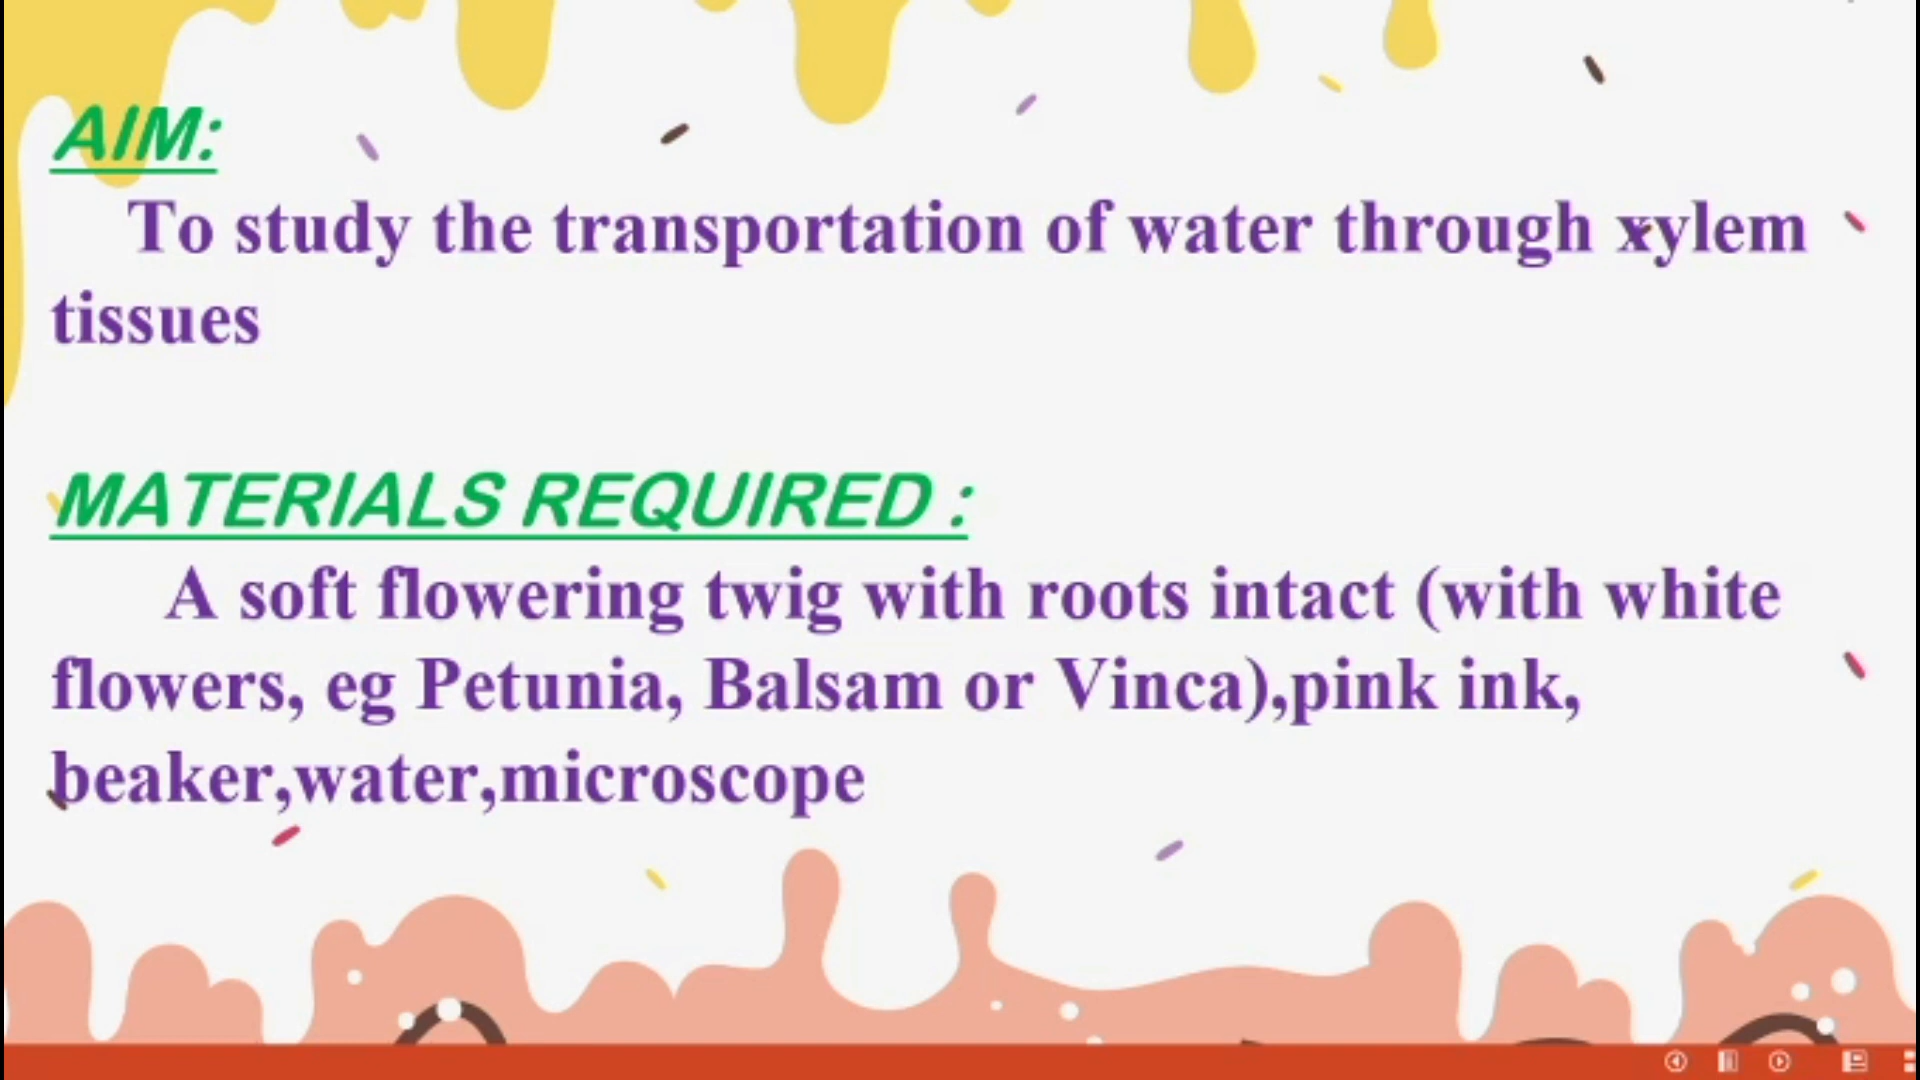 AIM:
To study the transportation of water through xylem
tissues
MATERIALS REQUIRED :
A soft flowering twig with roots intact (with white
flowers, eg Petunia, Balsam or Vinca),pink ink,
beaker,water,microscope